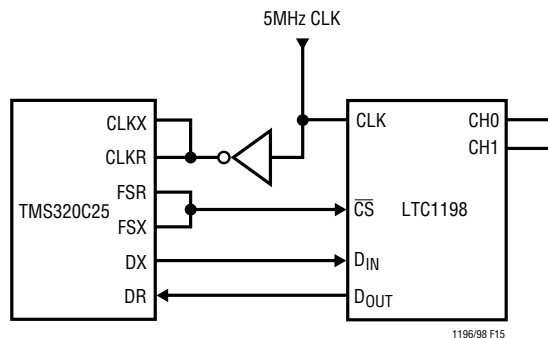 5MHz CLK
CLKX
CLKR
FSR
TMS320C25
FSX
DX
DR
CLK
CH0
CH1
CS
LTC1198
DIN
DOUT
1196/98 F15